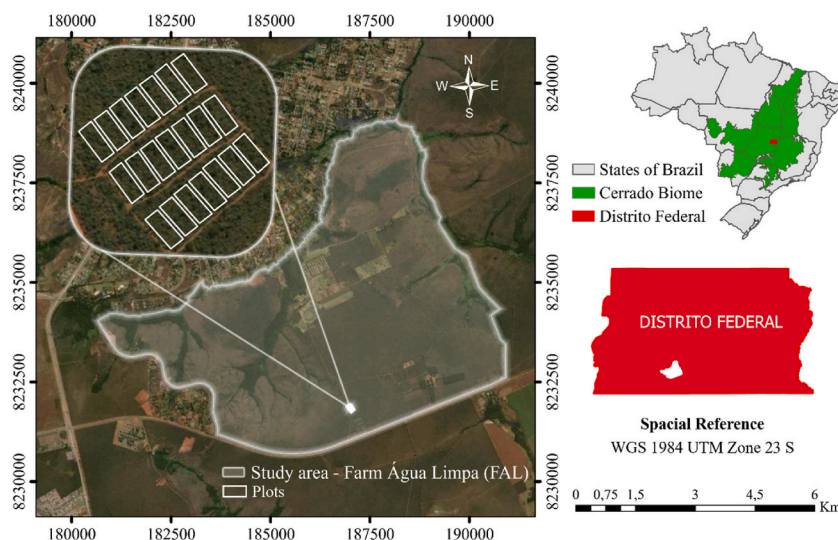 180000 182500 185000 187500 190000
8240000
8237500
8235000
8232500
8230000
N
W E
S
8240000
8237500
8235000
8232500
8230000
Study area - Farm Água Limpa (FAL)
Plots
180000 182500 185000 187500 190000
States of Brazil
Cerrado Biome
Distrito Federal
DISTRITO FEDERAL
Spacial Reference
WGS 1984 UTM Zone 23 S
0 0,75 1,5 3 4,5 6
Km